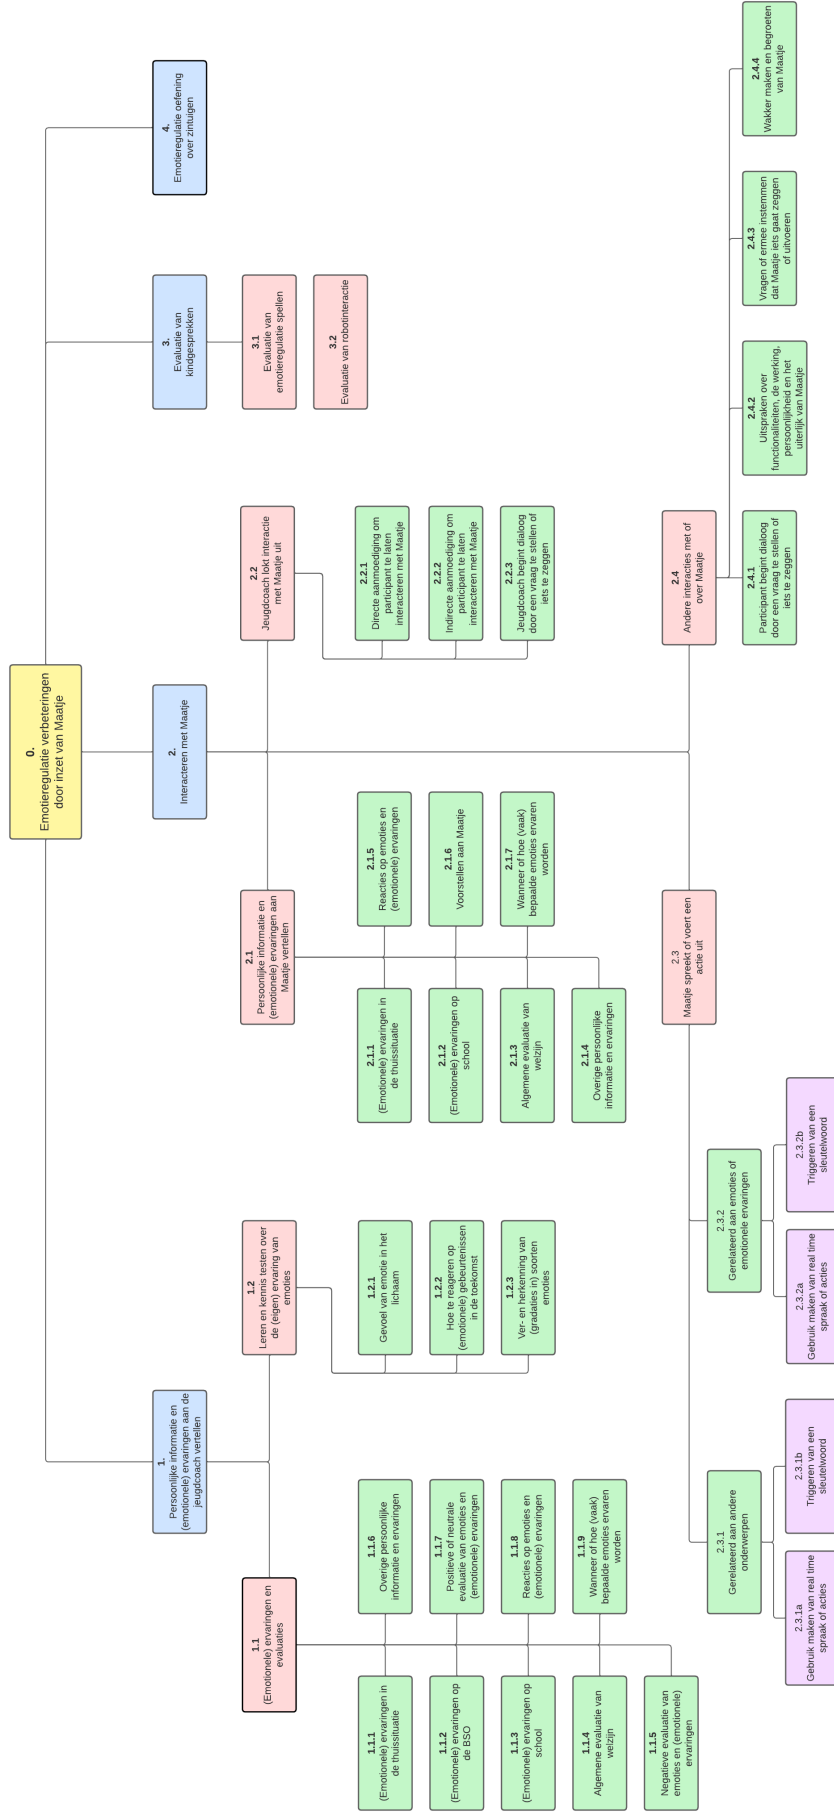 0.
Emotieregulatie verbeteringen
door inzet van Maatje
1.
Persoonlijke informatie en
(emotionele) ervaringen aan de
jeugdcoach vertellen
2.
Interacteren met Maatje
3.
Evaluatie van
kindgesprekken
4.
Emotieregulatie oefening
over zintuigen
1.1
(Emotionele) ervaringen en
evaluaties
1.2
Leren en kennis testen over
de (eigen) ervaring van
emoties
2.1
Persoonlijke informatie en
(emotionele) ervaringen aan
Maatje vertellen
2.2
Jeugdcoach lokt interactie
met Maatje uit
3.1
Evaluatie van
emotieregulatie spellen
3.2
Evaluatie van robotinteractie
1.1.1
(Emotionele) ervaringen in
de thuissituatie
1.1.6
Overige persoonlijke
informatie en ervaringen
1.1.2
(Emotionele) ervaringen op
de BSO
1.1.7
Positieve of neutrale
evaluatie van emoties en
(emotionele) ervaringen
1.1.3
(Emotionele) ervaringen op
school
1.1.8
Reacties op emoties en
(emotionele) ervaringen
1.1.4
Algemene evaluatie van
welzijn
1.1.9
Wanneer of hoe (vaak)
bepaalde emoties ervaren
worden
1.1.5
Negatieve evaluatie van
emoties en (emotionele)
ervaringen
1.2.1
Gevoel van emotie in het
lichaam
1.2.2
Hoe te reageren op
(emotionele) gebeurtenissen
in de toekomst
1.2.3
Ver- en herkenning van
(gradaties in) soorten
emoties
2.1.1
(Emotionele) ervaringen in
de thuissituatie
2.1.5
Reacties op emoties en
(emotionele) ervaringen
2.1.2
(Emotionele) ervaringen op
school
2.1.6
Voorstellen aan Maatje
2.1.3
Algemene evaluatie van
welzijn
2.1.7
Wanneer of hoe (vaak)
bepaalde emoties ervaren
worden
2.1.4
Overige persoonlijke
informatie en ervaringen
2.2.1
Directe aanmoediging om
participant te laten
interacteren met Maatje
2.2.2
Indirecte aanmoediging om
participant te laten
interacteren met Maatje
2.2.3
Jeugdcoach begint dialoog
door een vraag te stellen of
iets te zeggen
2.3
Maatje spreekt of voert een
actie uit
2.4
Andere interacties met of
over Maatje
2.3.1
Gerelateerd aan andere
onderwerpen
2.3.2
Gerelateerd aan emoties of
emotionele ervaringen
2.3.1a
Gebruik maken van real time
spraak of acties
2.3.1b
Triggeren van een
sleutelwoord
2.3.2a
Gebruik maken van real time
spraak of acties
2.3.2b
Triggeren van een
sleutelwoord
2.4.1
Participant begint dialoog
door een vraag te stellen of
iets te zeggen
2.4.2
Uitspraken over
functionaliteiten, de werking,
persoonlijkheid en het
uiterlijk van Maatje
2.4.3
Vragen of ermee instemmen
dat Maatje iets gaat zeggen
of uitvoeren
2.4.4
Wakker maken en begroeten
van Maatje